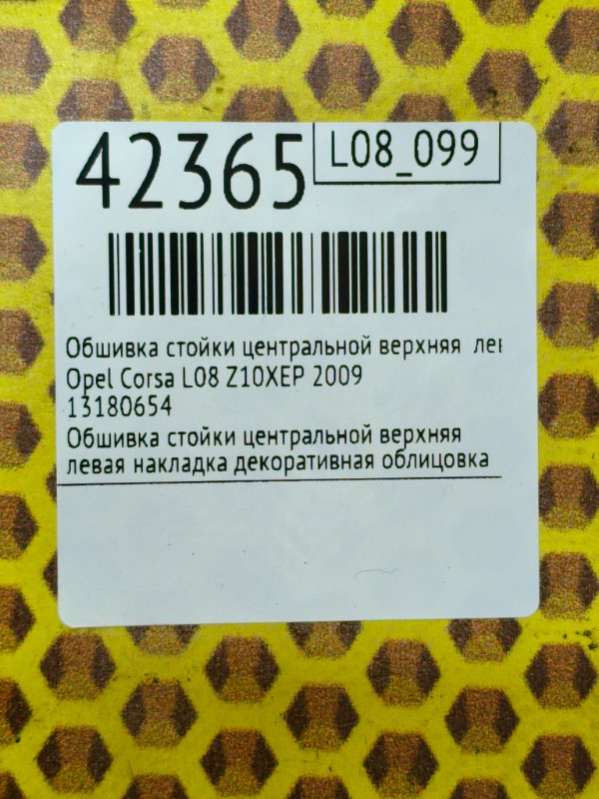 42365
L08_099
Обшивка стойки центральной верхняя
Opel Corsa L08 Z10XEP 2009
13180654
Обшивка стойки центральной верхняя
левая накладка декоративная облицовка